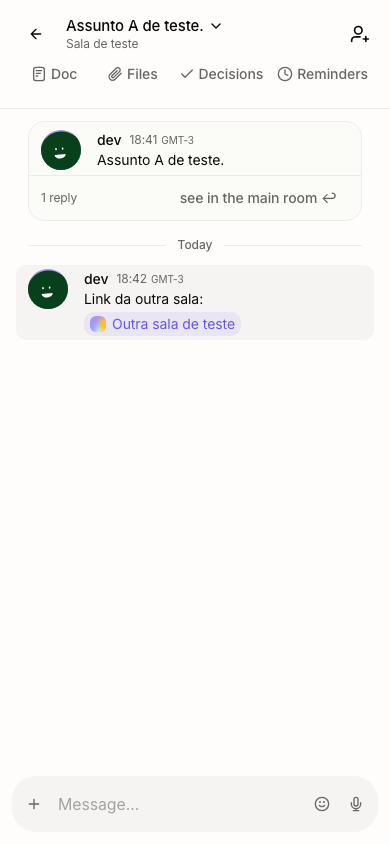 Assunto A de teste.
Sala de teste
Doc Files Decisions Reminders
dev 18:41 GMT-3
Assunto A de teste.
1 reply see in the main room
Today
dev 18:42 GMT-3
Link da outra sala:
Outra sala de teste
Message...